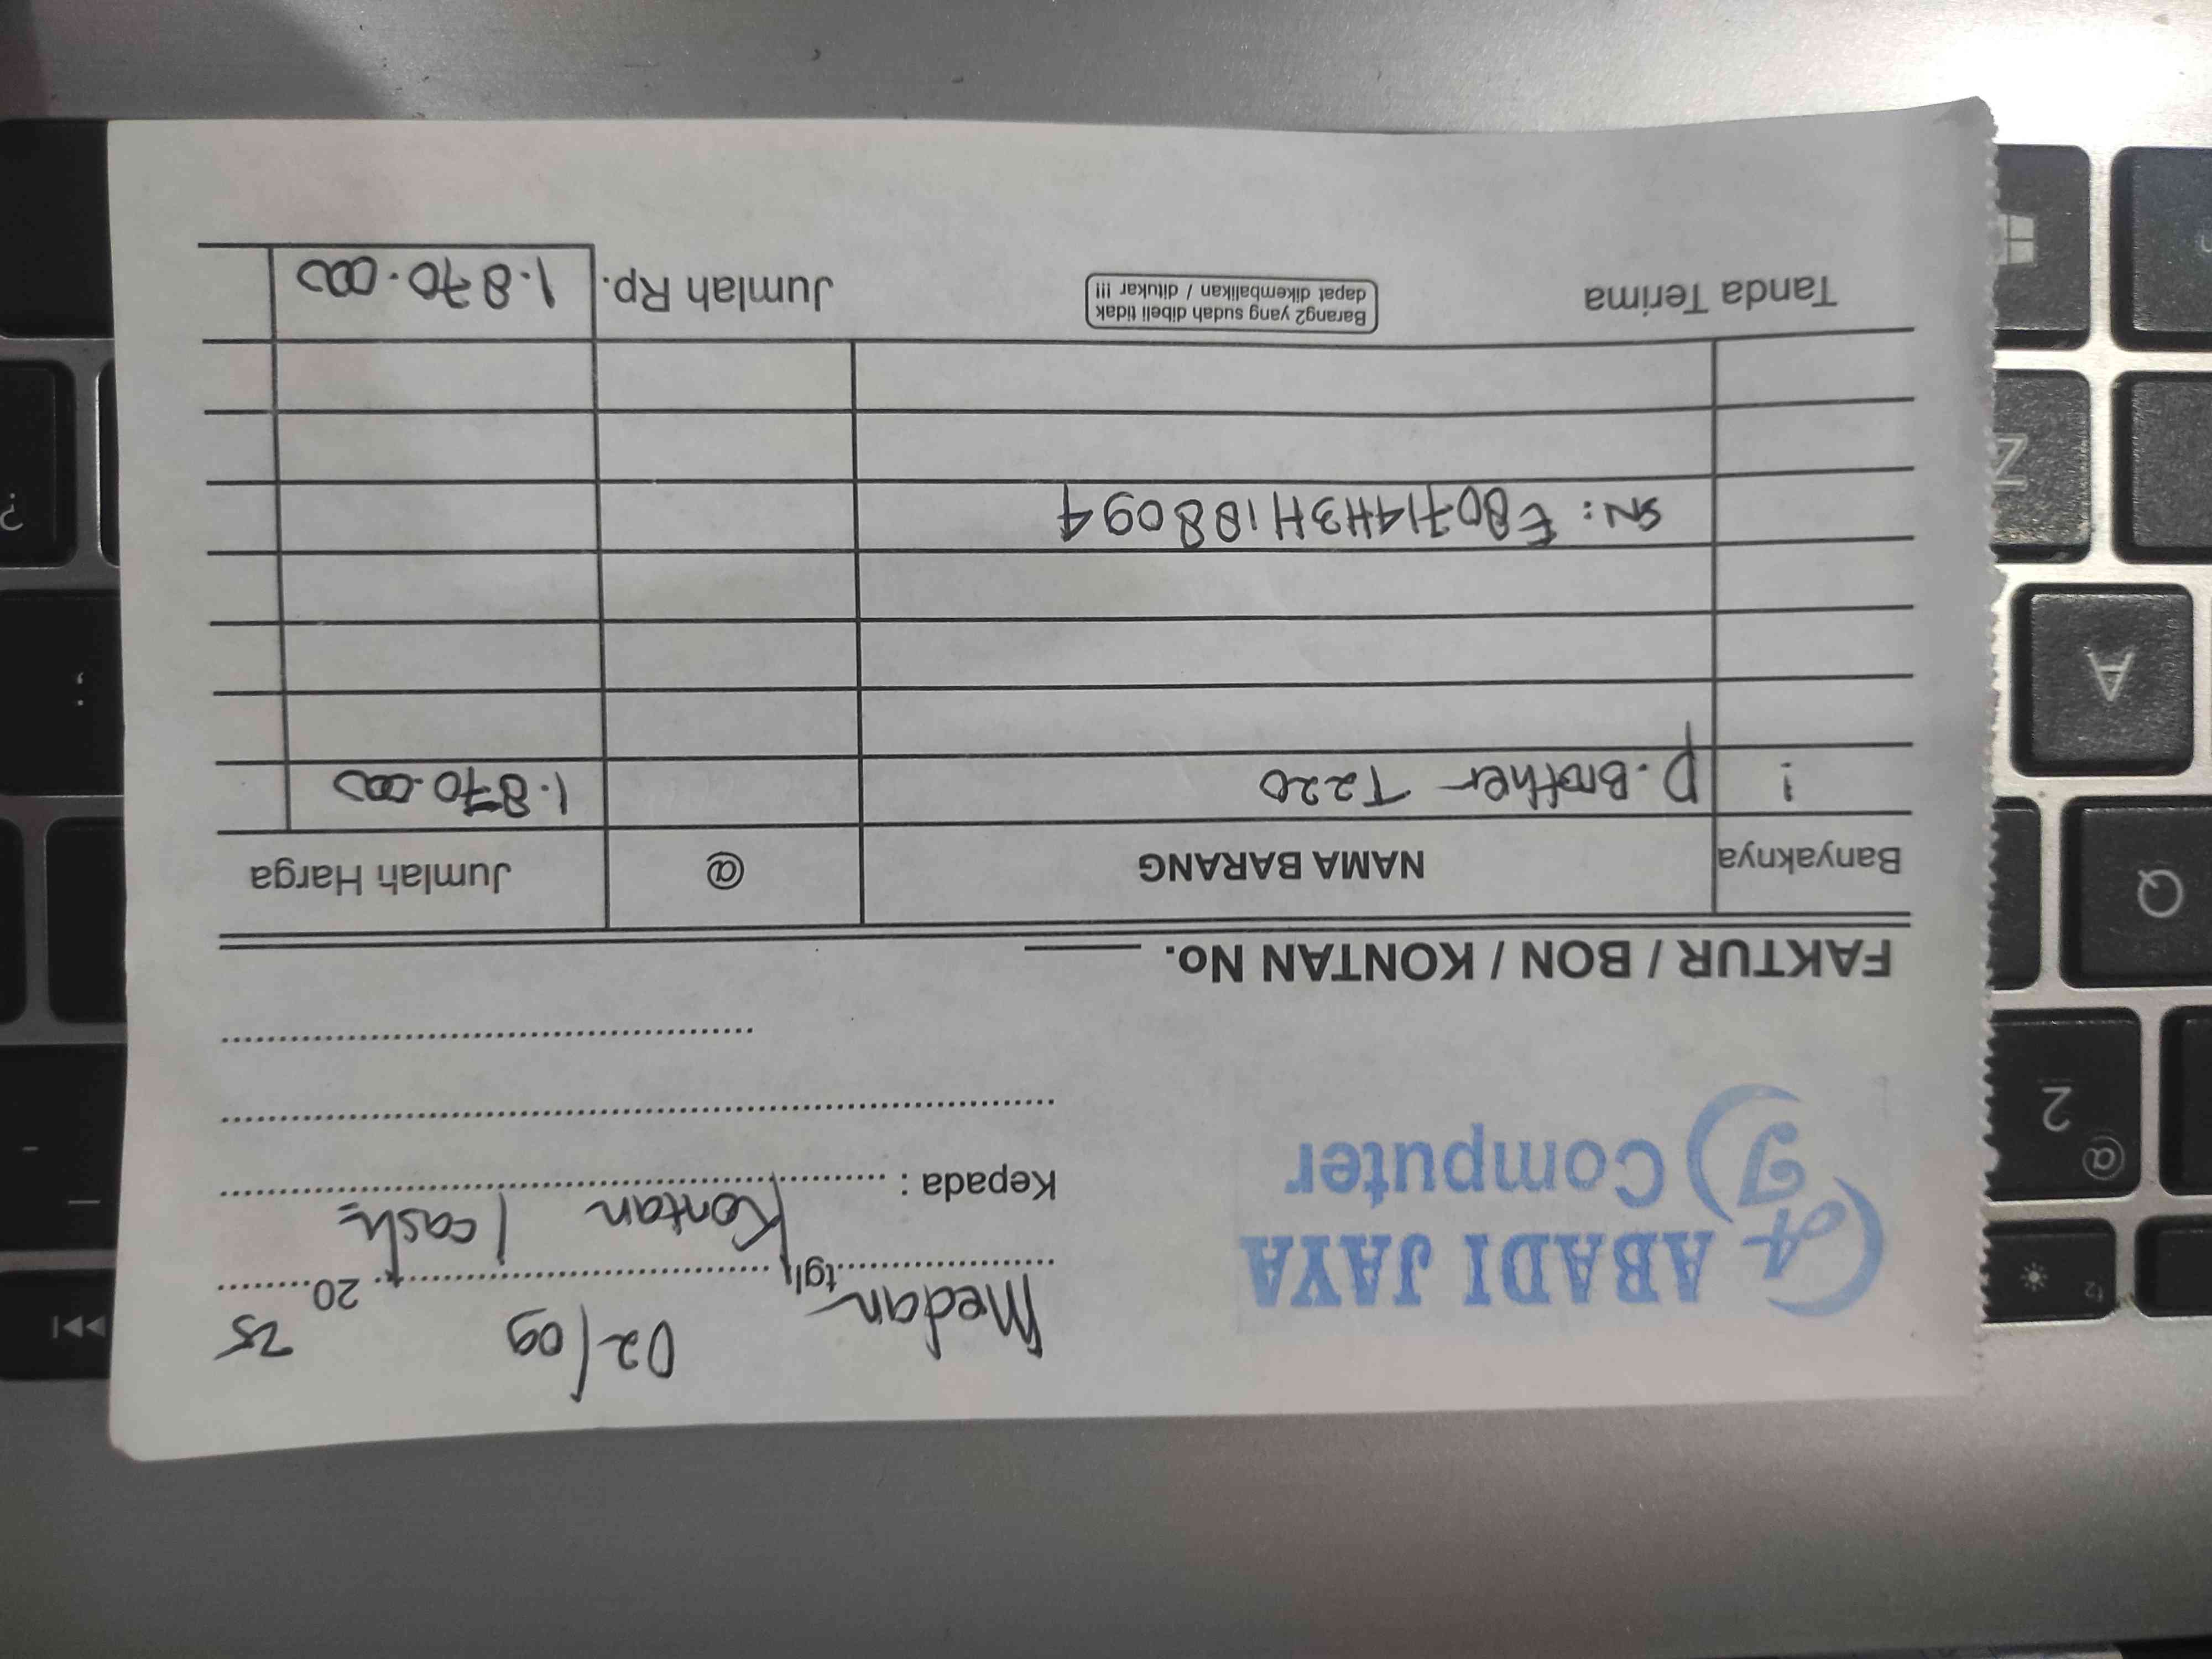 ABADI JAYA
Computer
Medan tgl, 02/09 20 25
Kontan / cash
Kepada :
FAKTUR / BON / KONTAN No.
Banyaknya NAMA BARANG @ Jumlah Harga
1 P. Brother T220 1.870.000
SN: E80714H3H188094
Tanda Terima
Barang2 yang sudah dibeli tidak
dapat dikembalikan / ditukar !!!
Jumlah Rp. 1.870.000
Q
A
Z
@
2
?